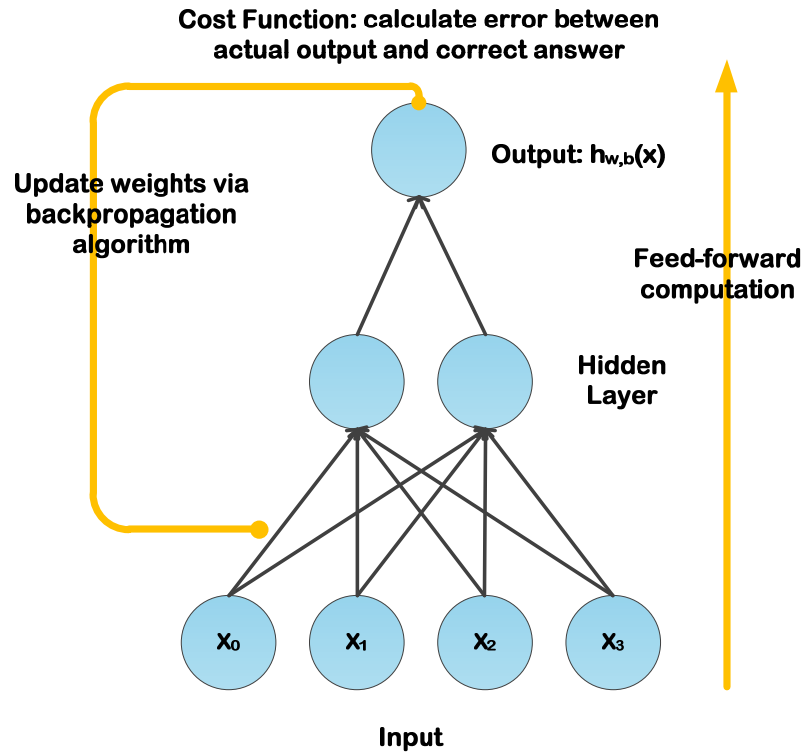 Cost Function: calculate error between
actual output and correct answer
Output: hw,b(x)
Update weights via
backpropagation
algorithm
Feed-forward
computation
Hidden
Layer
X₀
X₁
X₂
X₃
Input